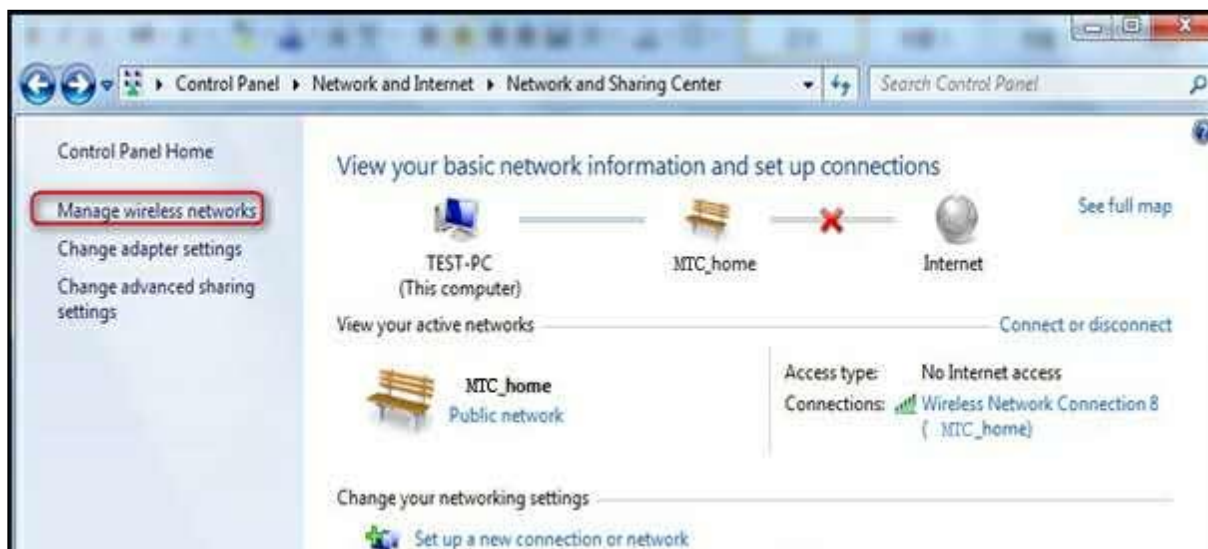 Control Panel ▸ Network and Internet ▸ Network and Sharing Center
Search Control Panel
Control Panel Home
Manage wireless networks
Change adapter settings
Change advanced sharing
settings
View your basic network information and set up connections
See full map
TEST-PC
(This computer)
MTC_home
Internet
View your active networks
Connect or disconnect
MTC_home
Public network
Access type: No Internet access
Connections: Wireless Network Connection 8
( MTC_home)
Change your networking settings
Set up a new connection or network